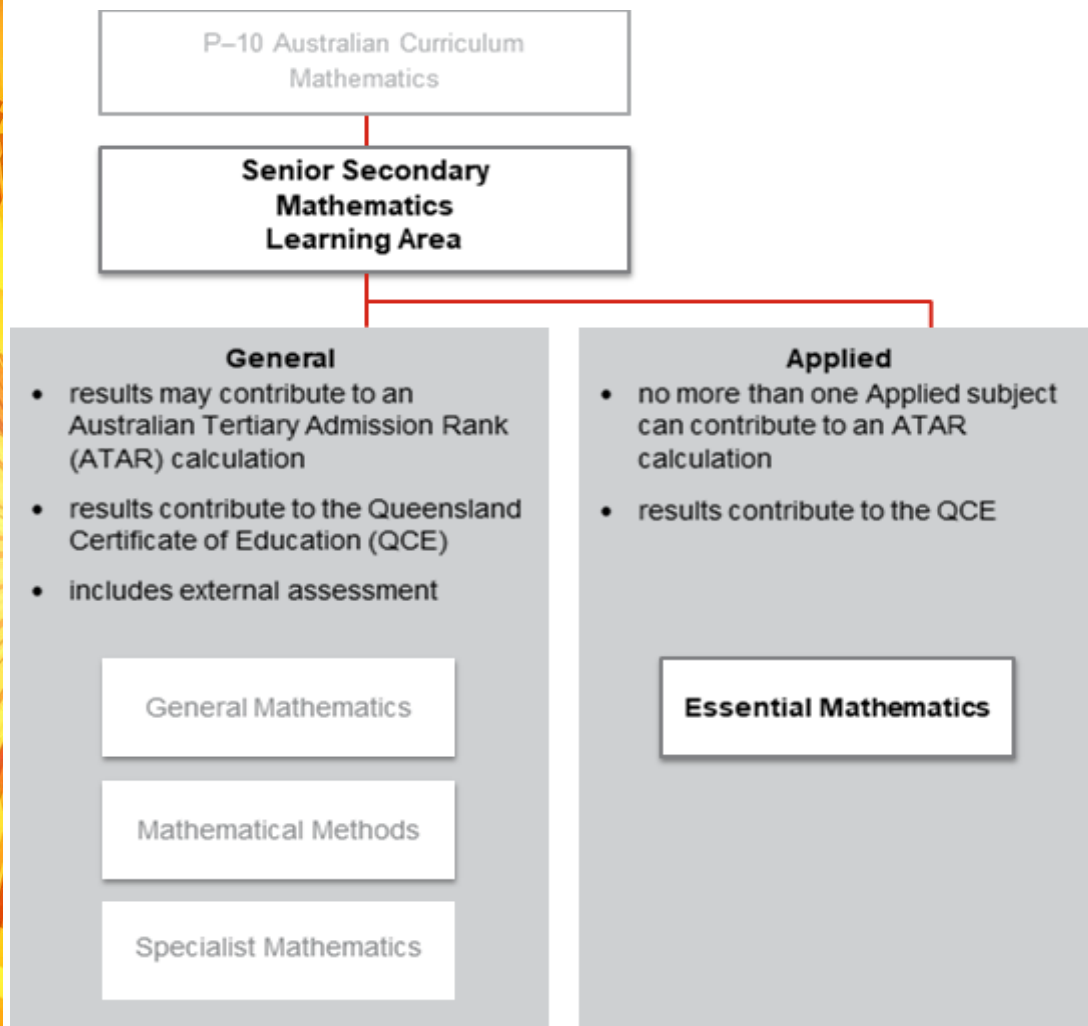 P–10 Australian Curriculum
Mathematics
Senior Secondary
Mathematics
Learning Area
General
• results may contribute to an
Australian Tertiary Admission Rank
(ATAR) calculation
• results contribute to the Queensland
Certificate of Education (QCE)
• includes external assessment
General Mathematics
Mathematical Methods
Specialist Mathematics
Applied
• no more than one Applied subject
can contribute to an ATAR
calculation
• results contribute to the QCE
Essential Mathematics